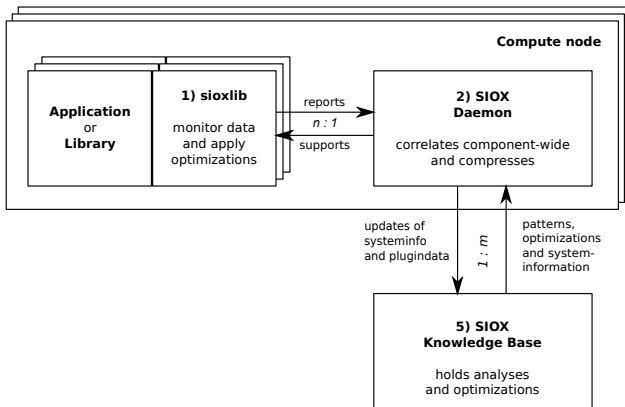 Compute node
Application
or
Library
1) sioxlib
monitor data
and apply
optimizations
reports
n : 1
supports
2) SIOX
Daemon
correlates component-wide
and compresses
updates of
systeminfo
and plugindata
1 : m
patterns,
optimizations
and system-
information
5) SIOX
Knowledge Base
holds analyses
and optimizations